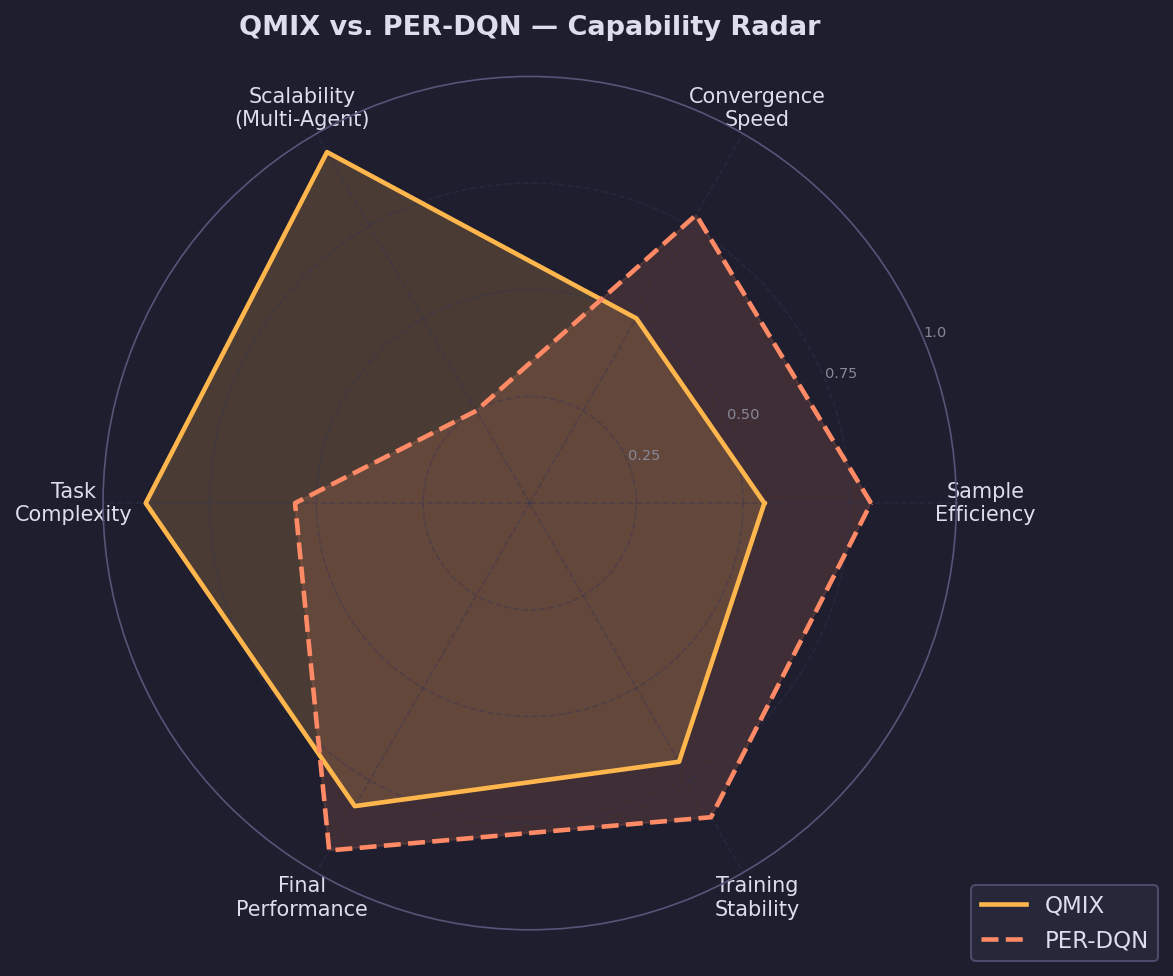 QMIX vs. PER-DQN — Capability Radar
Scalability
(Multi-Agent)
Convergence
Speed
1.0
0.75
0.50
0.25
Task
Complexity
Sample
Efficiency
Final
Performance
Training
Stability
QMIX
PER-DQN